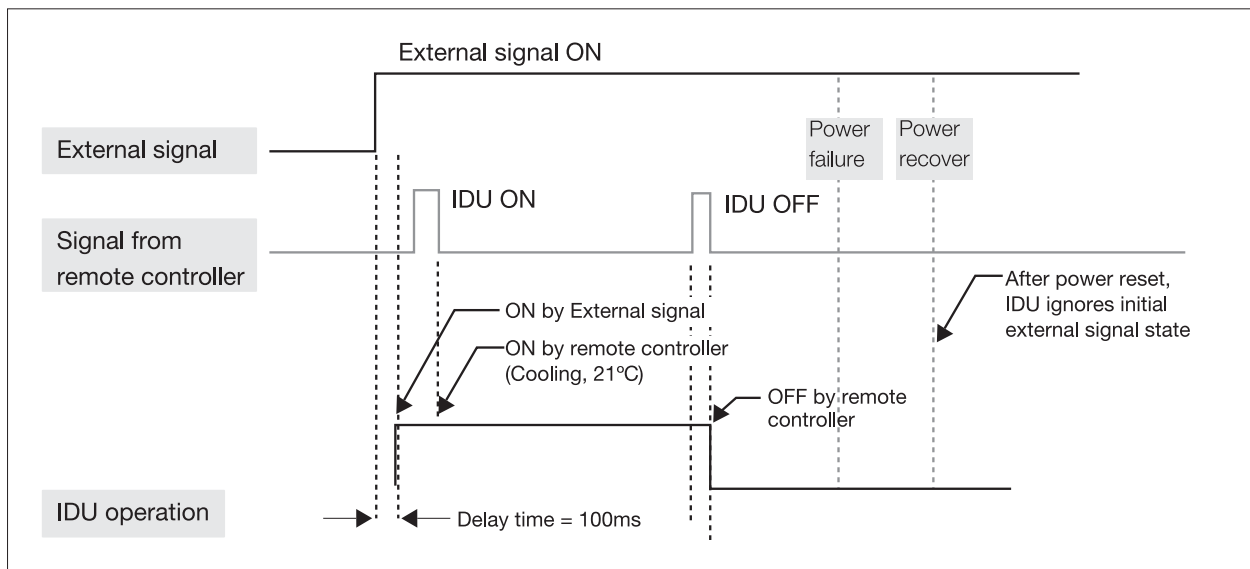 External signal ON
External signal
Power
failure
Power
recover
IDU ON
IDU OFF
Signal from
remote controller
After power reset,
IDU ignores initial
external signal state
ON by External signal
ON by remote controller
(Cooling, 21ºC)
OFF by remote
controller
IDU operation
Delay time = 100ms